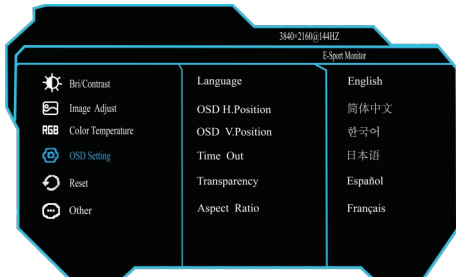 3840×2160@144HZ
E-Sport Monitor
Bri/Contrast
Image Adjust
RGB Color Temperature
OSD Setting
Reset
Other
Language
OSD H.Position
OSD V.Position
Time Out
Transparency
Aspect Ratio
English
简体中文
한국어
日本语
Español
Français